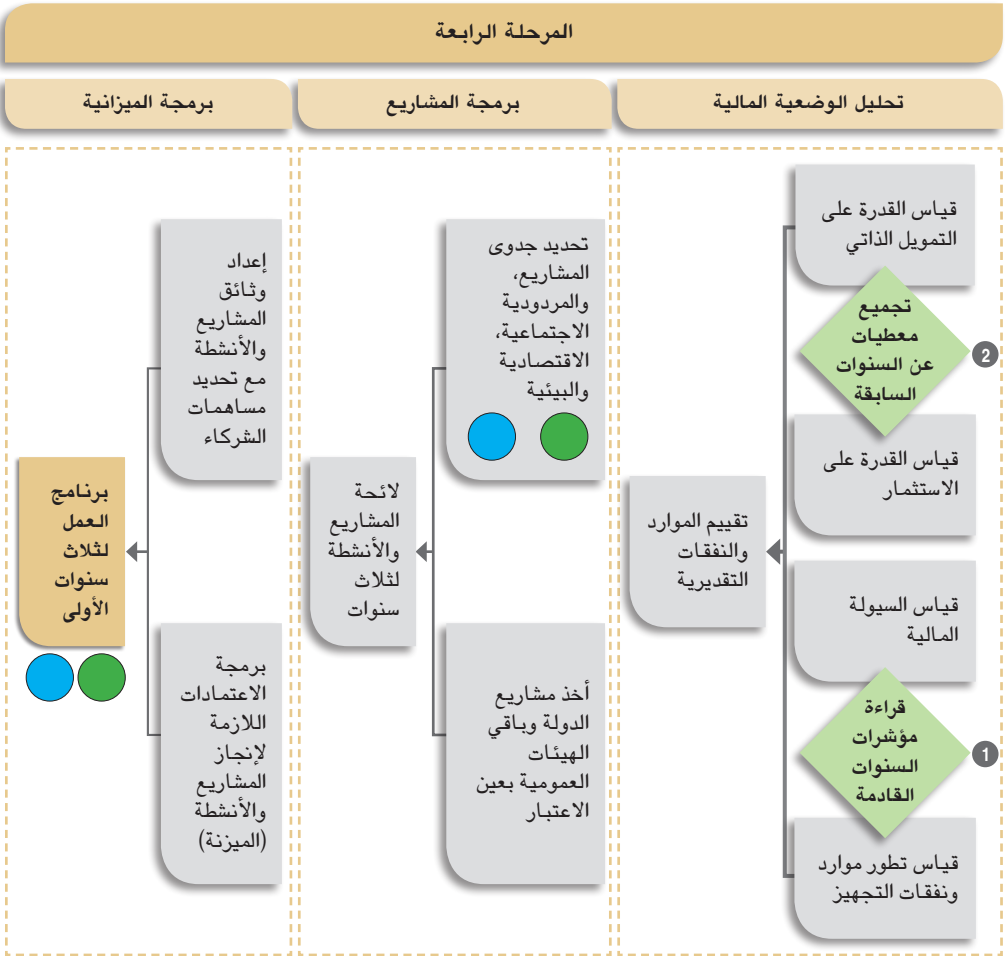 المرحلة الرابعة
تحليل الوضعية المالية
برمجة المشاريع
برمجة الميزانية
قياس القدرة على
التمويل الذاتي
تجميع
معطيات
عن السنوات
السابقة
2
قياس القدرة على
الاستثمار
قياس السيولة
المالية
قراءة
مؤشرات
السنوات
القادمة
1
قياس تطور موارد
ونفقات التجهيز
تقييم الموارد
والنفقات
التقديرية
تحديد جدوى
المشاريع،
والمردودية
الاجتماعية،
الاقتصادية
والبيئية
أخذ مشاريع
الدولة وباقي
الهيئات
العمومية بعين
الاعتبار
لائحة
المشاريع
والأنشطة
لثلاث
سنوات
إعداد
وثائق
المشاريع
والأنشطة
مع تحديد
مساهمات
الشركاء
برمجة
الاعتمادات
اللازمة
لإنجاز
المشاريع
والأنشطة
(الميزنة)
برنامج
العمل
لثلاث
سنوات
الأولى